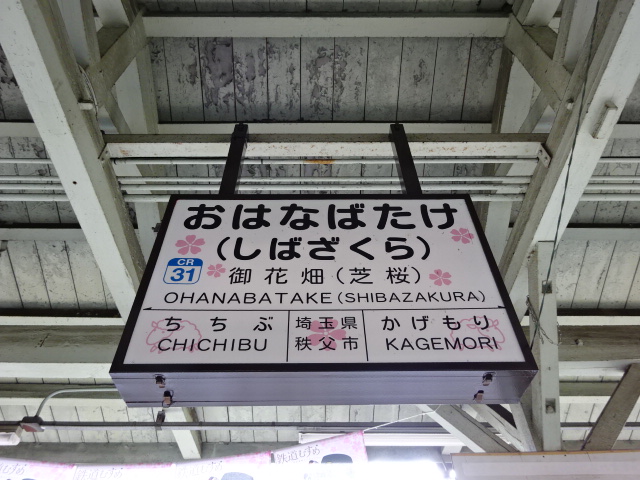 おはなばたけ
(しばざくら)
CR
31
御花畑(芝桜)
OHANABATAKE(SHIBAZAKURA)
ちちぶ
CHICHIBU
埼玉県
秩父市
かげもり
KAGEMORI